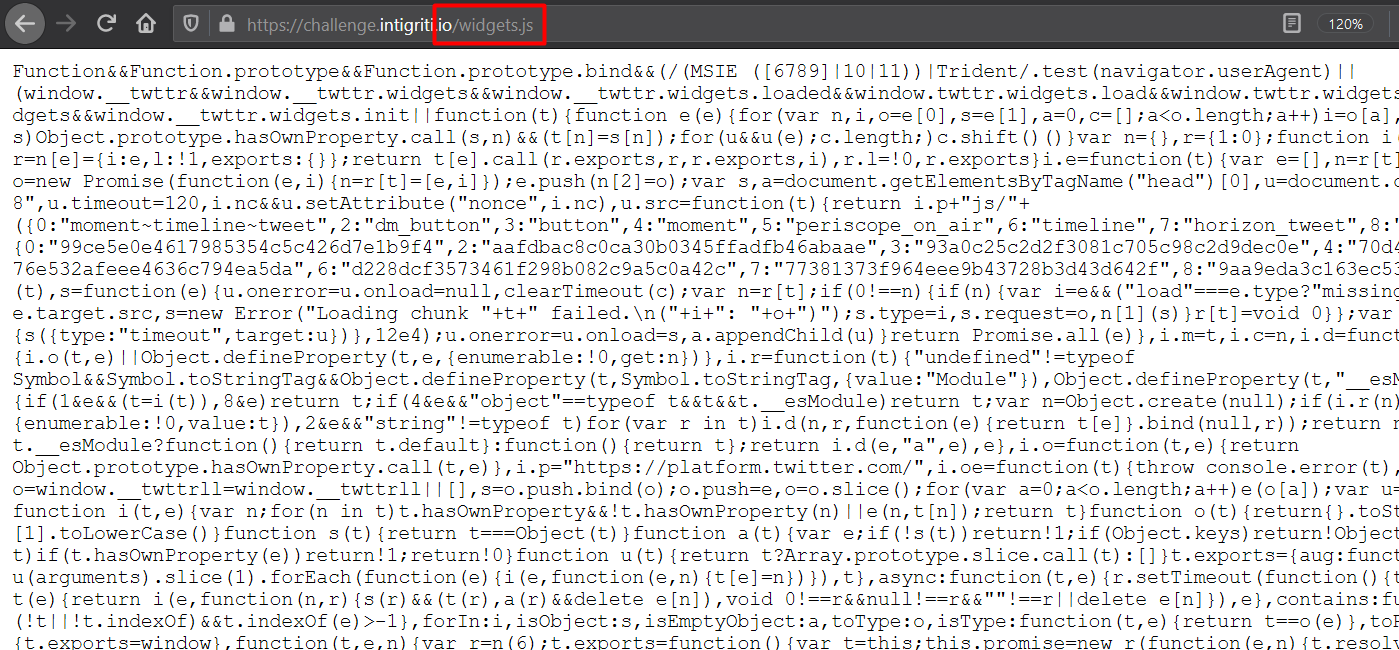 https://challenge.intigriti.io/widgets.js
120%
Function&&Function.prototype&&Function.prototype.bind&&(/(MSIE ([6789]|10|11))|Trident/.test(navigator.userAgent)||
(window.__twttr&&window.__twttr.widgets&&window.__twttr.widgets.loaded&&window.twttr.widgets.load&&window.twttr.widgets
dgets&&window.__twttr.widgets.init||function(t){function e(e){for(var n,i,o=e[0],s=e[1],a=0,c=[];a<o.length;a++)i=o[a],
s)Object.prototype.hasOwnProperty.call(s,n)&&(t[n]=s[n]);for(u&&u(e);c.length;)c.shift()()}var n={},r={1:0};function i(
r=n[e]={i:e,l:!1,exports:{}};return t[e].call(r.exports,r,r.exports,i),r.l=!0,r.exports}i.e=function(t){var e=[],n=r[t]
o=new Promise(function(e,i){n=r[t]=[e,i]});e.push(n[2]=o);var s,a=document.getElementsByTagName("head")[0],u=document.c
8",u.timeout=120,i.nc&&u.setAttribute("nonce",i.nc),u.src=function(t){return i.p+"js/"+
({0:"moment~timeline~tweet",2:"dm_button",3:"button",4:"moment",5:"periscope_on_air",6:"timeline",7:"horizon_tweet",8:"
{0:"99ce5e0e4617985354c5c426d7e1b9f4",2:"aafdbac8c0ca30b0345ffadfb46abaae",3:"93a0c25c2d2f3081c705c98c2d9dec0e",4:"70d4
76e532afeee4636c794ea5da",6:"d228dcf3573461f298b082c9a5c0a42c",7:"77381373f964eee9b43728b3d43d642f",8:"9aa9eda3c163ec53
(t),s=function(e){u.onerror=u.onload=null,clearTimeout(c);var n=r[t];if(0!==n){if(n){var i=e&&("load"===e.type?"missing
e.target.src,s=new Error("Loading chunk "+t+" failed.\n("+i+": "+o+")");s.type=i,s.request=o,n[1](s)}r[t]=void 0}};var
{s({type:"timeout",target:u})},12e4);u.onerror=u.onload=s,a.appendChild(u)}return Promise.all(e)},i.m=t,i.c=n,i.d=funct
{i.o(t,e)||Object.defineProperty(t,e,{enumerable:!0,get:n})},i.r=function(t){"undefined"!=typeof
Symbol&&Symbol.toStringTag&&Object.defineProperty(t,Symbol.toStringTag,{value:"Module"}),Object.defineProperty(t,"__esM
{if(1&e&&(t=i(t)),8&e)return t;if(4&e&&"object"==typeof t&&t&&t.__esModule)return t;var n=Object.create(null);if(i.r(n)
{enumerable:!0,value:t}),2&e&&"string"!=typeof t)for(var r in t)i.d(n,r,function(e){return t[e]}.bind(null,r));return n
t.__esModule?function(){return t.default}:function(){return t};return i.d(e,"a",e),e},i.o=function(t,e){return
Object.prototype.hasOwnProperty.call(t,e)},i.p="https://platform.twitter.com/",i.oe=function(t){throw console.error(t),
o=window.__twttrll=window.__twttrll||[],s=o.push.bind(o);o.push=e,o=o.slice();for(var a=0;a<o.length;a++)e(o[a]);var u=
function i(t,e){var n;for(n in t)t.hasOwnProperty&&!t.hasOwnProperty(n)||e(n,t[n]);return t}function o(t){return{}.toSt
[1].toLowerCase()}function s(t){return t===Object(t)}function a(t){var e;if(!s(t))return!1;if(Object.keys)return!Object
t)if(t.hasOwnProperty(e))return!1;return!0}function u(t){return t?Array.prototype.slice.call(t):[]}t.exports={aug:funct
u(arguments).slice(1).forEach(function(e){i(e,function(e,n){t[e]=n})}),t},async:function(t,e){r.setTimeout(function(){t
t(e){return i(e,function(n,r){s(r)&&(t(r),a(r)&&delete e[n]),void 0!==r&&null!==r&&""!==r||delete e[n]}),e},contains:fu
(!t||!t.indexOf)&&t.indexOf(e)>-1},forIn:i,isObject:s,isEmptyObject:a,toType:o,isType:function(t,e){return t==o(e)},toP
{t.exports=window},function(t,e,n){var r=n(6);t.exports=function(){var t=this;this.promise=new r(function(e,n){t.resolv